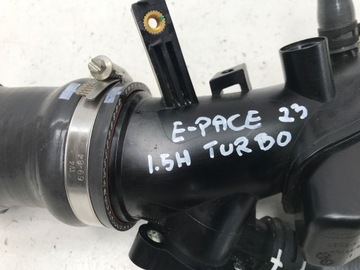 E-PACE 23
1.5H TURBO